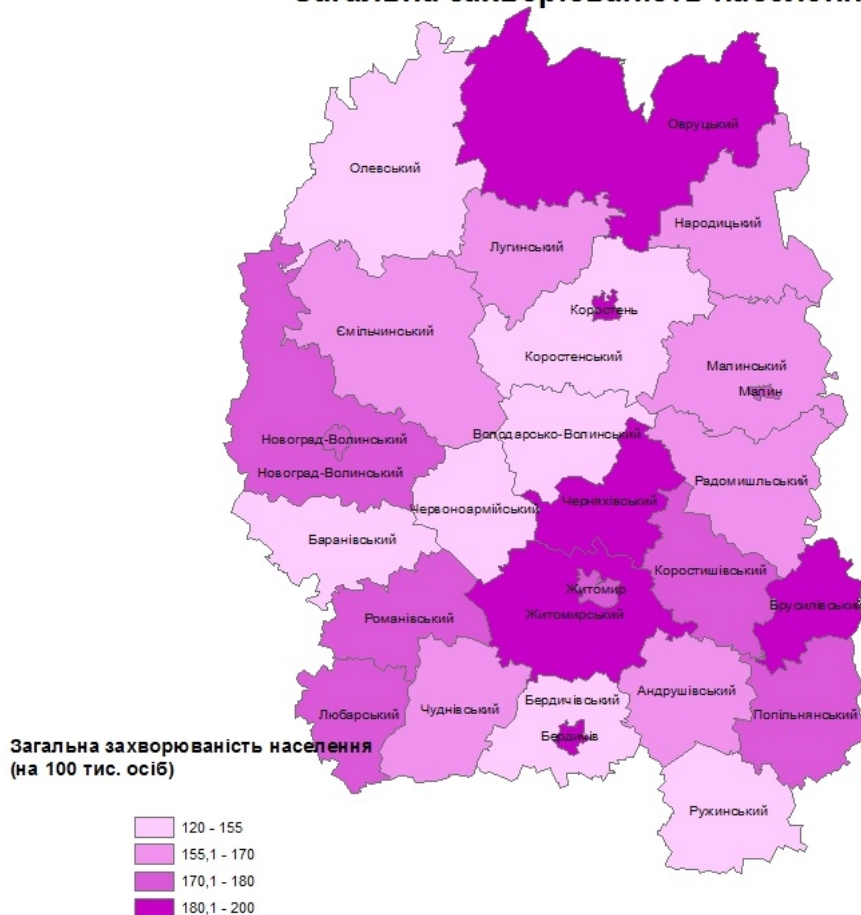 Загальна захворюваність населенн
Овруцький
Олевський
Народицький
Лугинський
Коростень
Ємільчинський
Коростенський
Малинський
Малин
Володарсько-Волинський
Новоград-Волинський
Новоград-Волинський
Радомишльський
Черняхівський
Червоноармійський
Баранівський
Коростишівський
Житомир
Брусилівський
Житомирський
Романівський
Андрушівський
Бердичівський
Чуднівський
Любарський
Попільнянський
Бердичів
Загальна захворюваність населення
(на 100 тис. осіб)
Ружинський
120 - 155
155,1 - 170
170,1 - 180
180,1 - 200